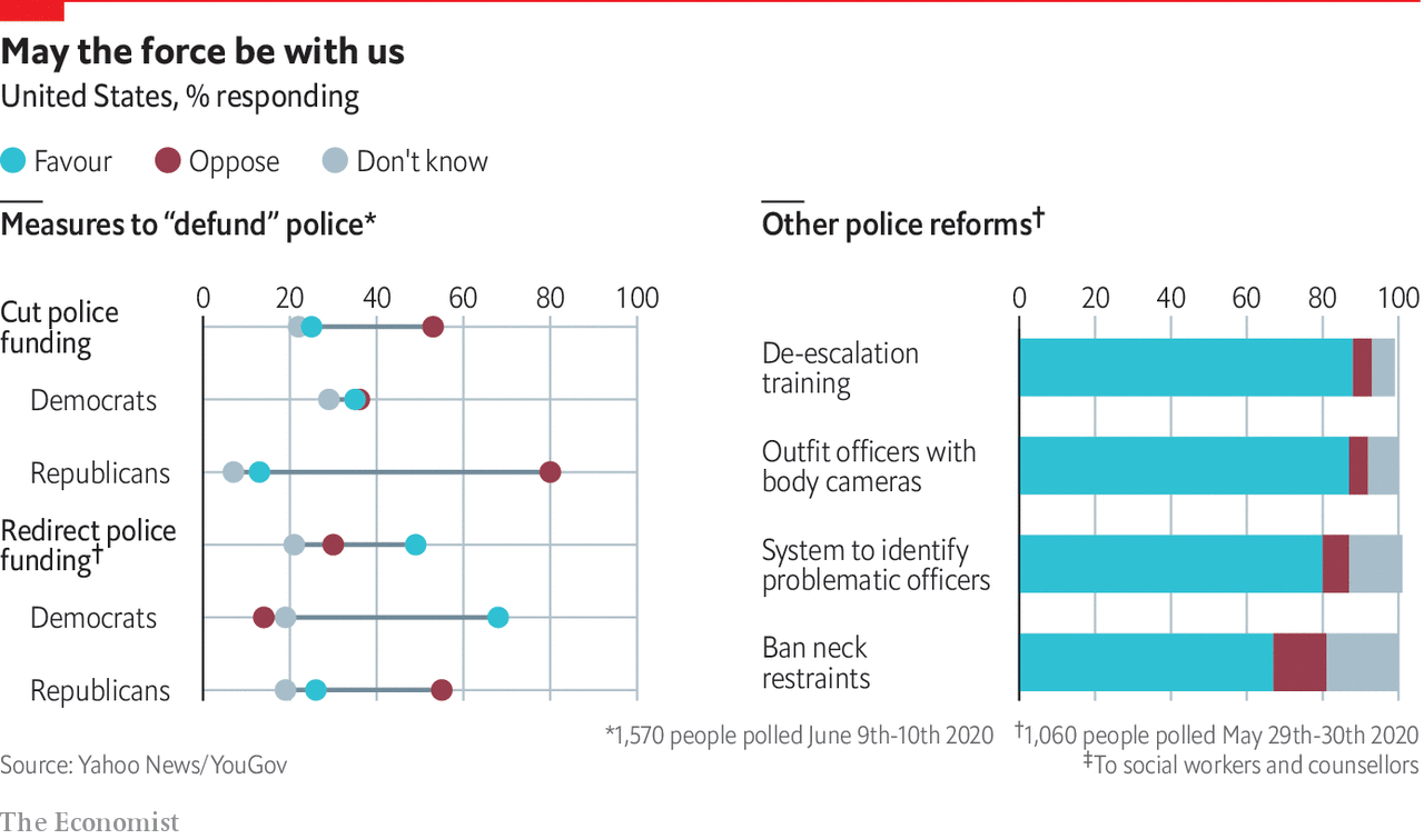 May the force be with us
United States, % responding
Favour Oppose Don't know
Measures to “defund” police*
0 20 40 60 80 100
Cut police
funding
Democrats
Republicans
Redirect police
funding†
Democrats
Republicans
Other police reforms†
0 20 40 60 80 100
De-escalation
training
Outfit officers with
body cameras
System to identify
problematic officers
Ban neck
restraints
*1,570 people polled June 9th-10th 2020 †1,060 people polled May 29th-30th 2020
Source: Yahoo News/YouGov
‡To social workers and counsellors
The Economist